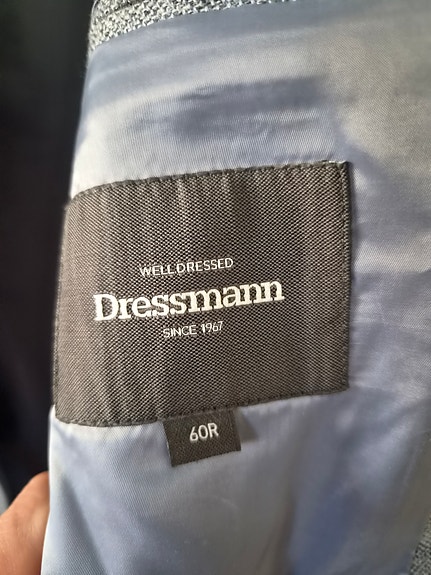 WELL DRESSED
Dressmann
SINCE 1967
60R